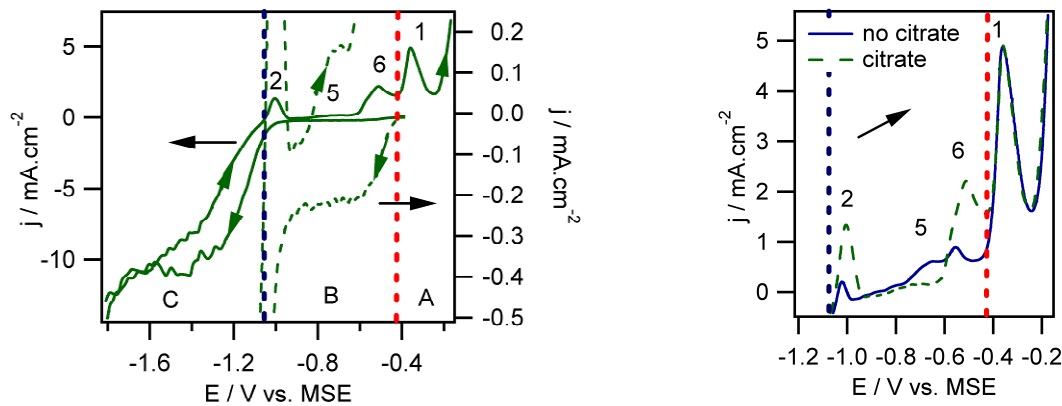 5
0
-5
-10
j / mA.cm-2
2
5
6
1
C
B
A
0.2
0.1
0.0
-0.1
-0.2
-0.3
-0.4
-0.5
j / mA.cm-2
-1.6 -1.2 -0.8 -0.4
E / V vs. MSE
5
4
3
2
1
0
j / mA.cm-2
no citrate
citrate
1
6
2
5
-1.2 -1.0 -0.8 -0.6 -0.4 -0.2
E / V vs. MSE